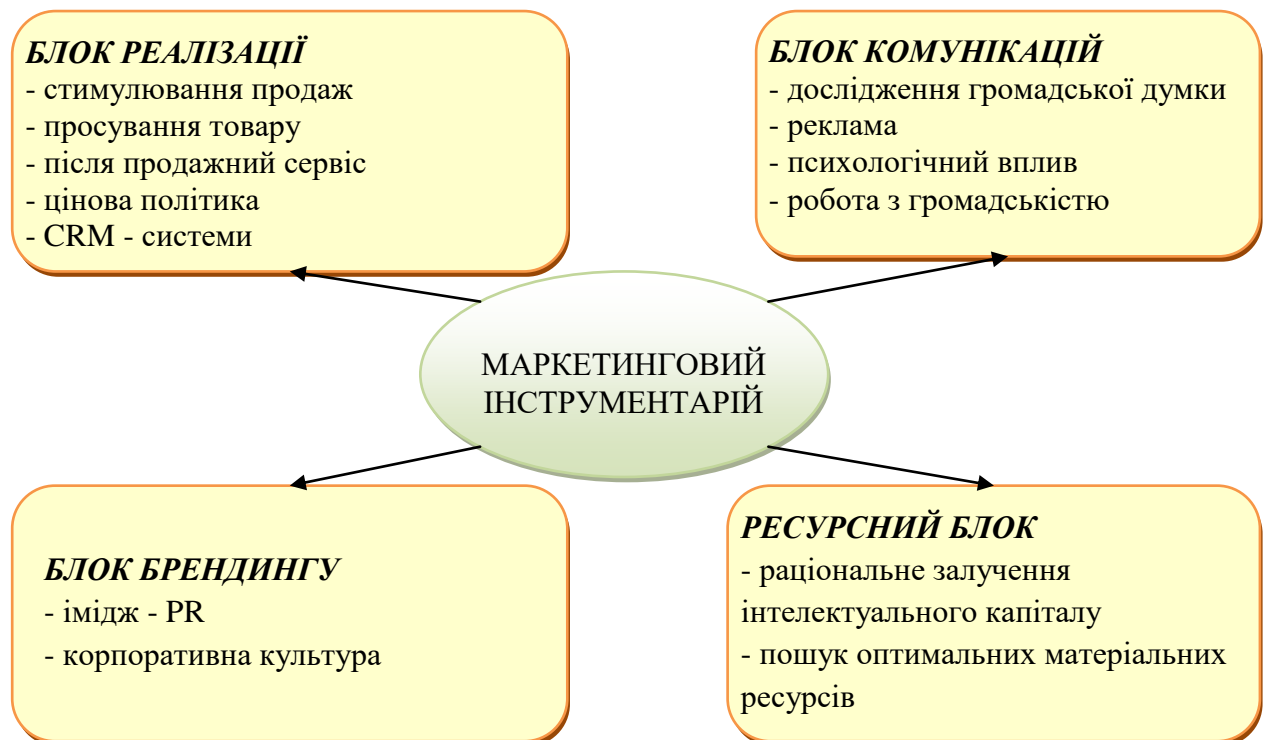 БЛОК РЕАЛІЗАЦІЇ
- стимулювання продаж
- просування товару
- після продажний сервіс
- цінова політика
- CRM - системи
БЛОК КОМУНІКАЦІЙ
- дослідження громадської думки
- реклама
- психологічний вплив
- робота з громадськістю
МАРКЕТИНГОВИЙ
ІНСТРУМЕНТАРІЙ
БЛОК БРЕНДИНГУ
- імідж - PR
- корпоративна культура
РЕСУРСНИЙ БЛОК
- раціональне залучення
інтелектуального капіталу
- пошук оптимальних матеріальних
ресурсів